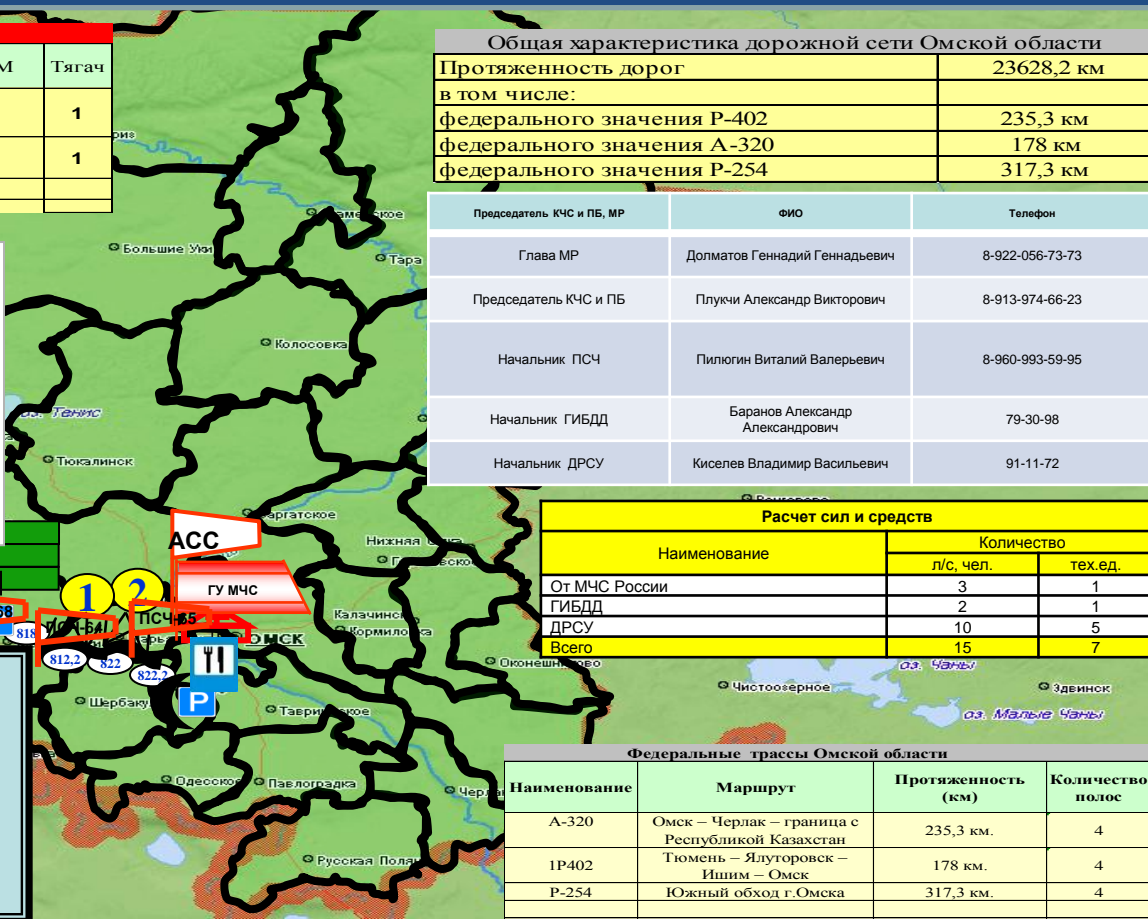 М Тягач
1
1
Общая характеристика дорожной сети Омской области
Протяженность дорог 23628,2 км
в том числе:
федерального значения Р-402 235,3 км
федерального значения А-320 178 км
федерального значения Р-254 317,3 км
Председатель КЧС и ПБ, МР ФИО Телефон
Глава МР Долматов Геннадий Геннадьевич 8-922-056-73-73
Председатель КЧС и ПБ Плукчи Александр Викторович 8-913-974-66-23
Начальник ПСЧ Пилюгин Виталий Валерьевич 8-960-993-59-95
Начальник ГИБДД Баранов Александр
Александрович 79-30-98
Начальник ДРСУ Киселев Владимир Васильевич 91-11-72
Большие Уки
Тара
Колосовка
оз. Тенис
Тюкалинск
АСС
ГУ МЧС
1 2
ПСЧ-64
ПСЧ-55
68
818
812,2
822
822,2
ОМСК
Калачинск
Кормиловка
P
Расчет сил и средств
Наименование Количество
л/с, чел. тех.ед.
От МЧС России 3 1
ГИБДД 2 1
ДРСУ 10 5
Всего 15 7
оз. Чаны
Чистоозерное
Здвинск
оз. Малые Чаны
Одесское
Павлоградка
Русская Поляна
Федеральные трассы Омской области
Наименование Маршрут Протяженность
(км) Количество
полос
А-320 Омск – Черлак – граница с
Республикой Казахстан 235,3 км. 4
1Р402 Тюмень – Ялуторовск –
Ишим – Омск 178 км. 4
Р-254 Южный обход г.Омска 317,3 км. 4